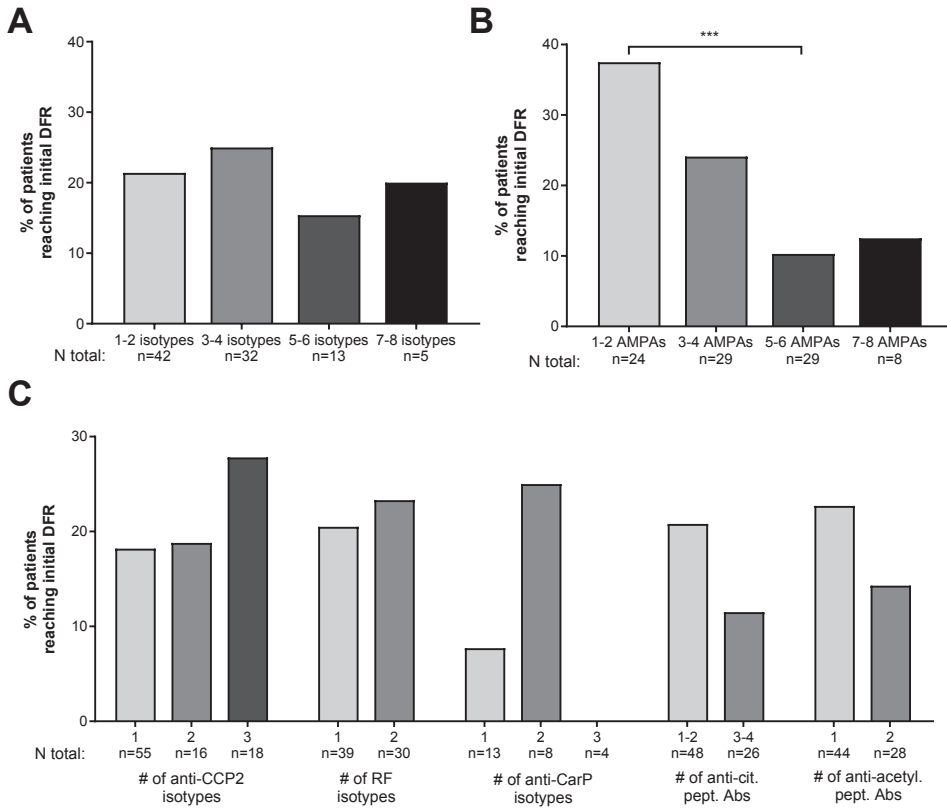 A
% of patients
reaching initial DFR
40
30
20
10
0
1-2 isotypes 3-4 isotypes 5-6 isotypes 7-8 isotypes
N total: n=42 n=32 n=13 n=5
B
% of patients
reaching initial DFR
40
30
20
10
0
***
1-2 AMPAs 3-4 AMPAs 5-6 AMPAs 7-8 AMPAs
N total: n=24 n=29 n=29 n=8
C
% of patients
reaching initial DFR
30
20
10
0
1 2 3 1 2 1 2 3 1-2 3-4 1 2
N total: n=55 n=16 n=18 n=39 n=30 n=13 n=8 n=4 n=48 n=26 n=44 n=28
# of anti-CCP2 # of RF # of anti-CarP # of anti-cit. # of anti-acetyl.
isotypes isotypes isotypes pept. Abs pept. Abs